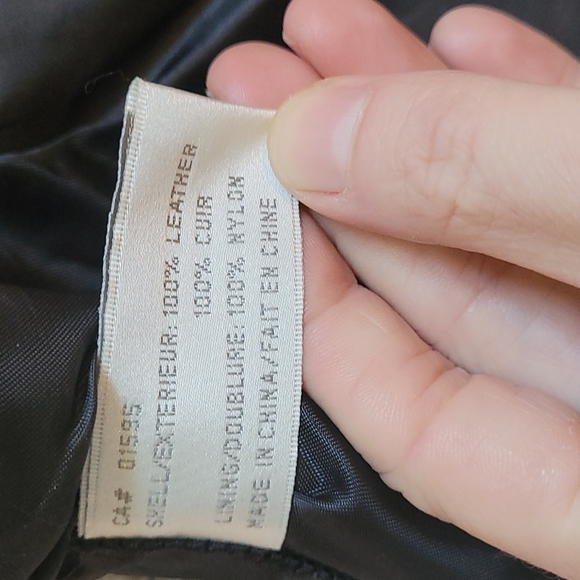 CA# 01595
SHELL/EXTERIEUR: 100% LEATHER
100% CUIR
LINING/DOUBLURE: 100% NYLON
MADE IN CHINA/FAIT EN CHINE